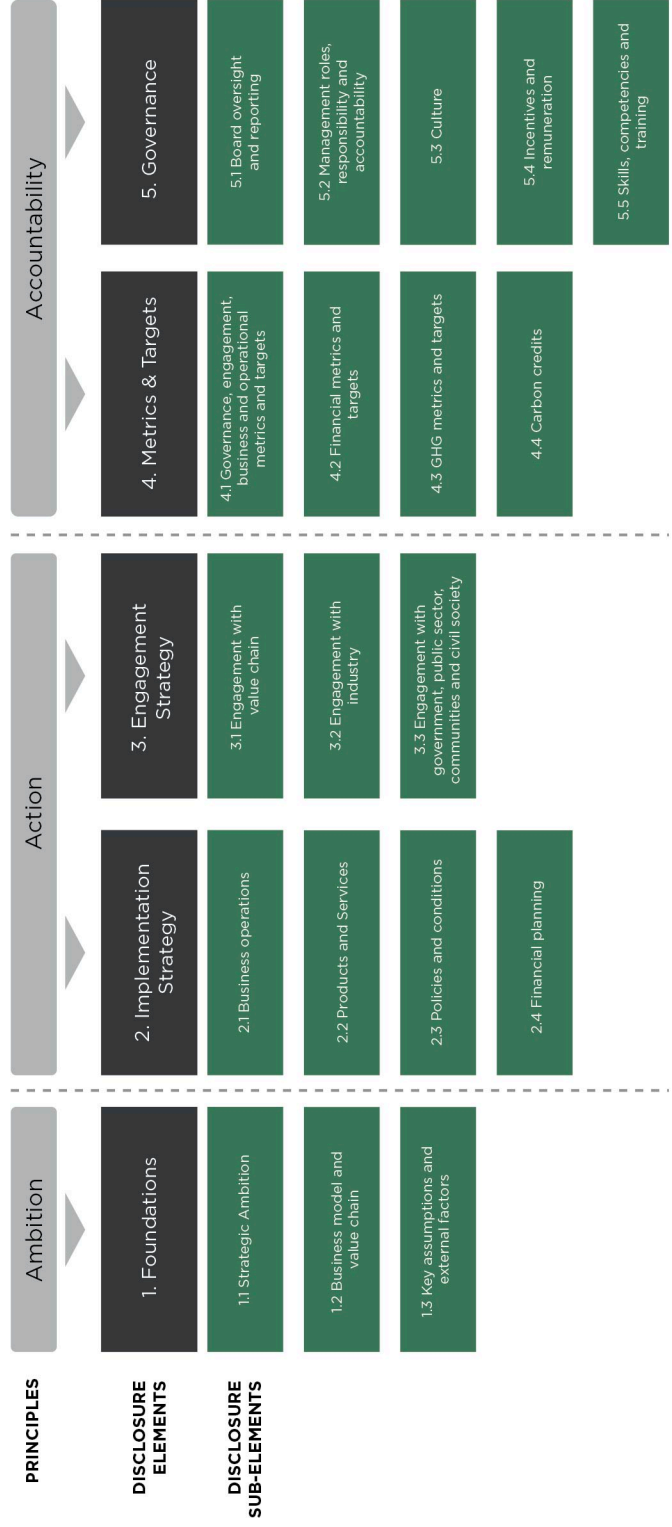 PRINCIPLES
Ambition
Action
Accountability
DISCLOSURE
ELEMENTS
1. Foundations
2. Implementation
Strategy
3. Engagement
Strategy
4. Metrics & Targets
5. Governance
DISCLOSURE
SUB-ELEMENTS
1.1 Strategic Ambition
1.2 Business model and
value chain
1.3 Key assumptions and
external factors
2.1 Business operations
2.2 Products and Services
2.3 Policies and conditions
2.4 Financial planning
3.1 Engagement with
value chain
3.2 Engagement with
industry
3.3 Engagement with
government, public sector,
communities and civil society
4.1 Governance, engagement,
business and operational
metrics and targets
4.2 Financial metrics and
targets
4.3 GHG metrics and targets
4.4 Carbon credits
5.1 Board oversight
and reporting
5.2 Management roles,
responsibility and
accountability
5.3 Culture
5.4 Incentives and
remuneration
5.5 Skills, competencies and
training